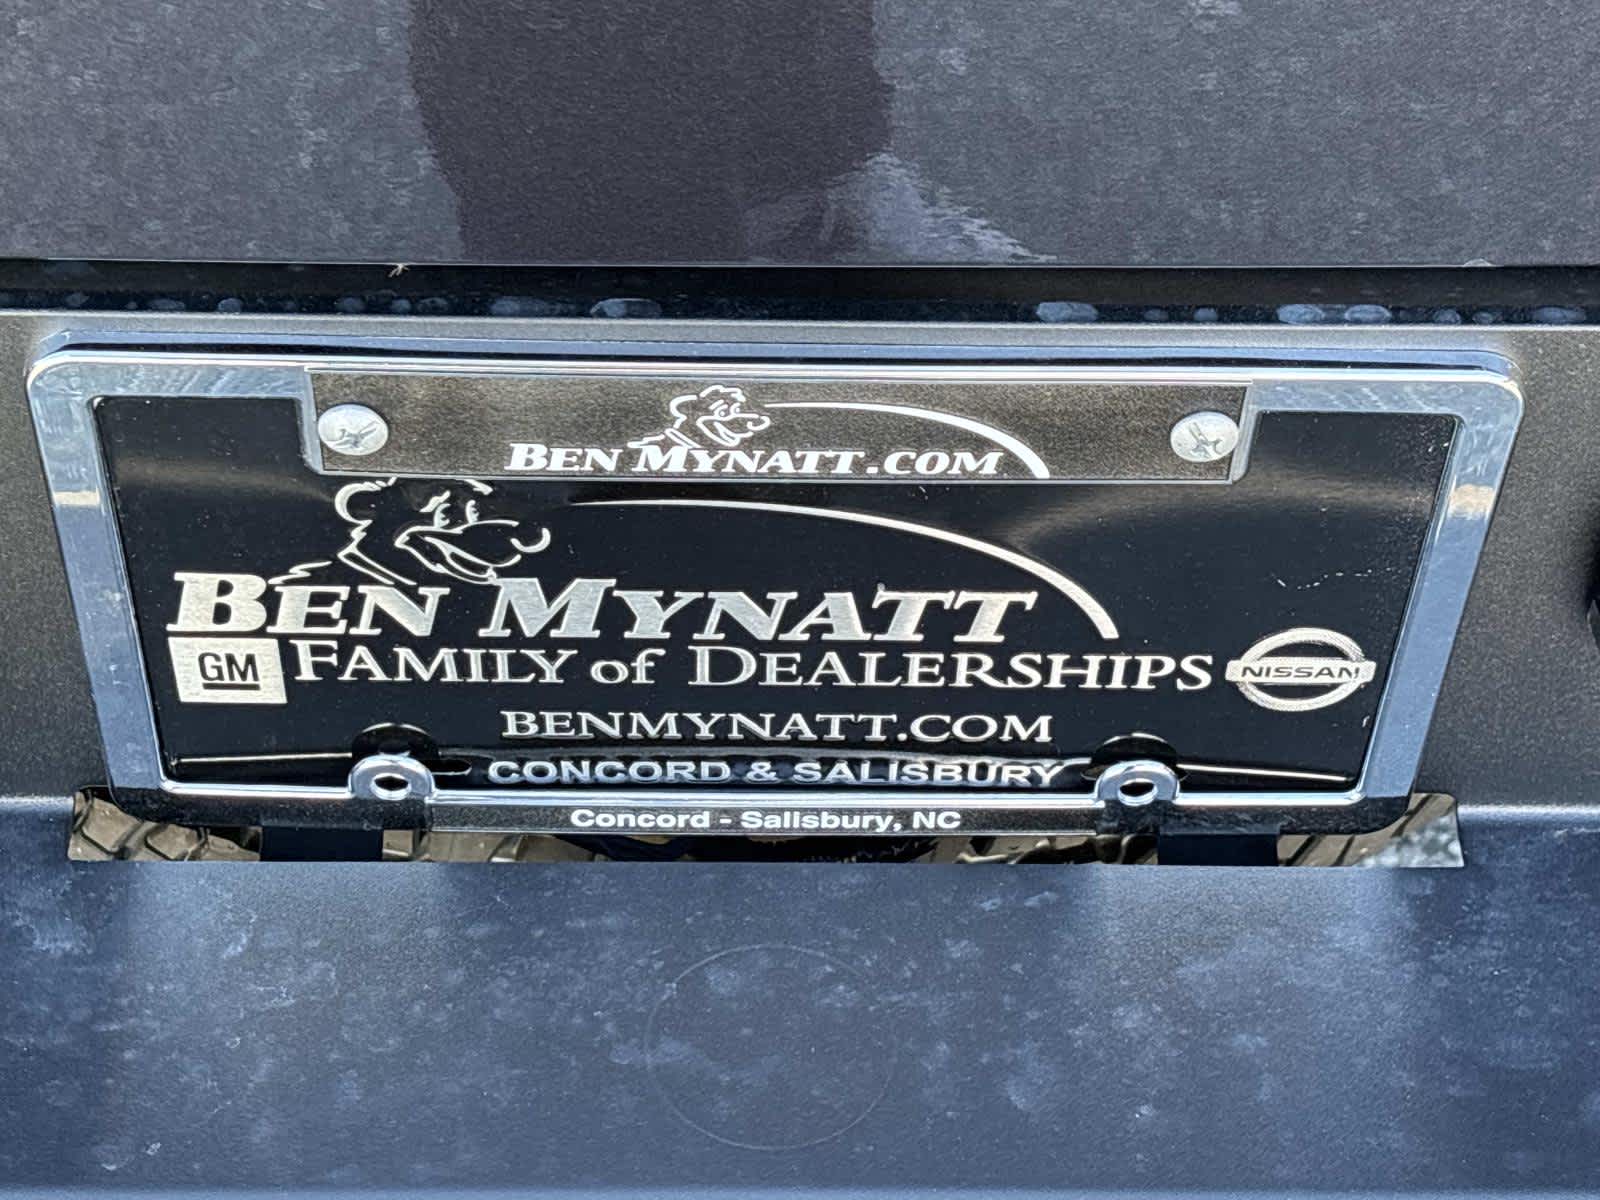 BEN MYNATT.COM
BEN MYNATT
GM FAMILY of DEALERSHIPS NISSAN
BENMYNATT.COM
CONCORD & SALISBURY
Concord - Salisbury, NC